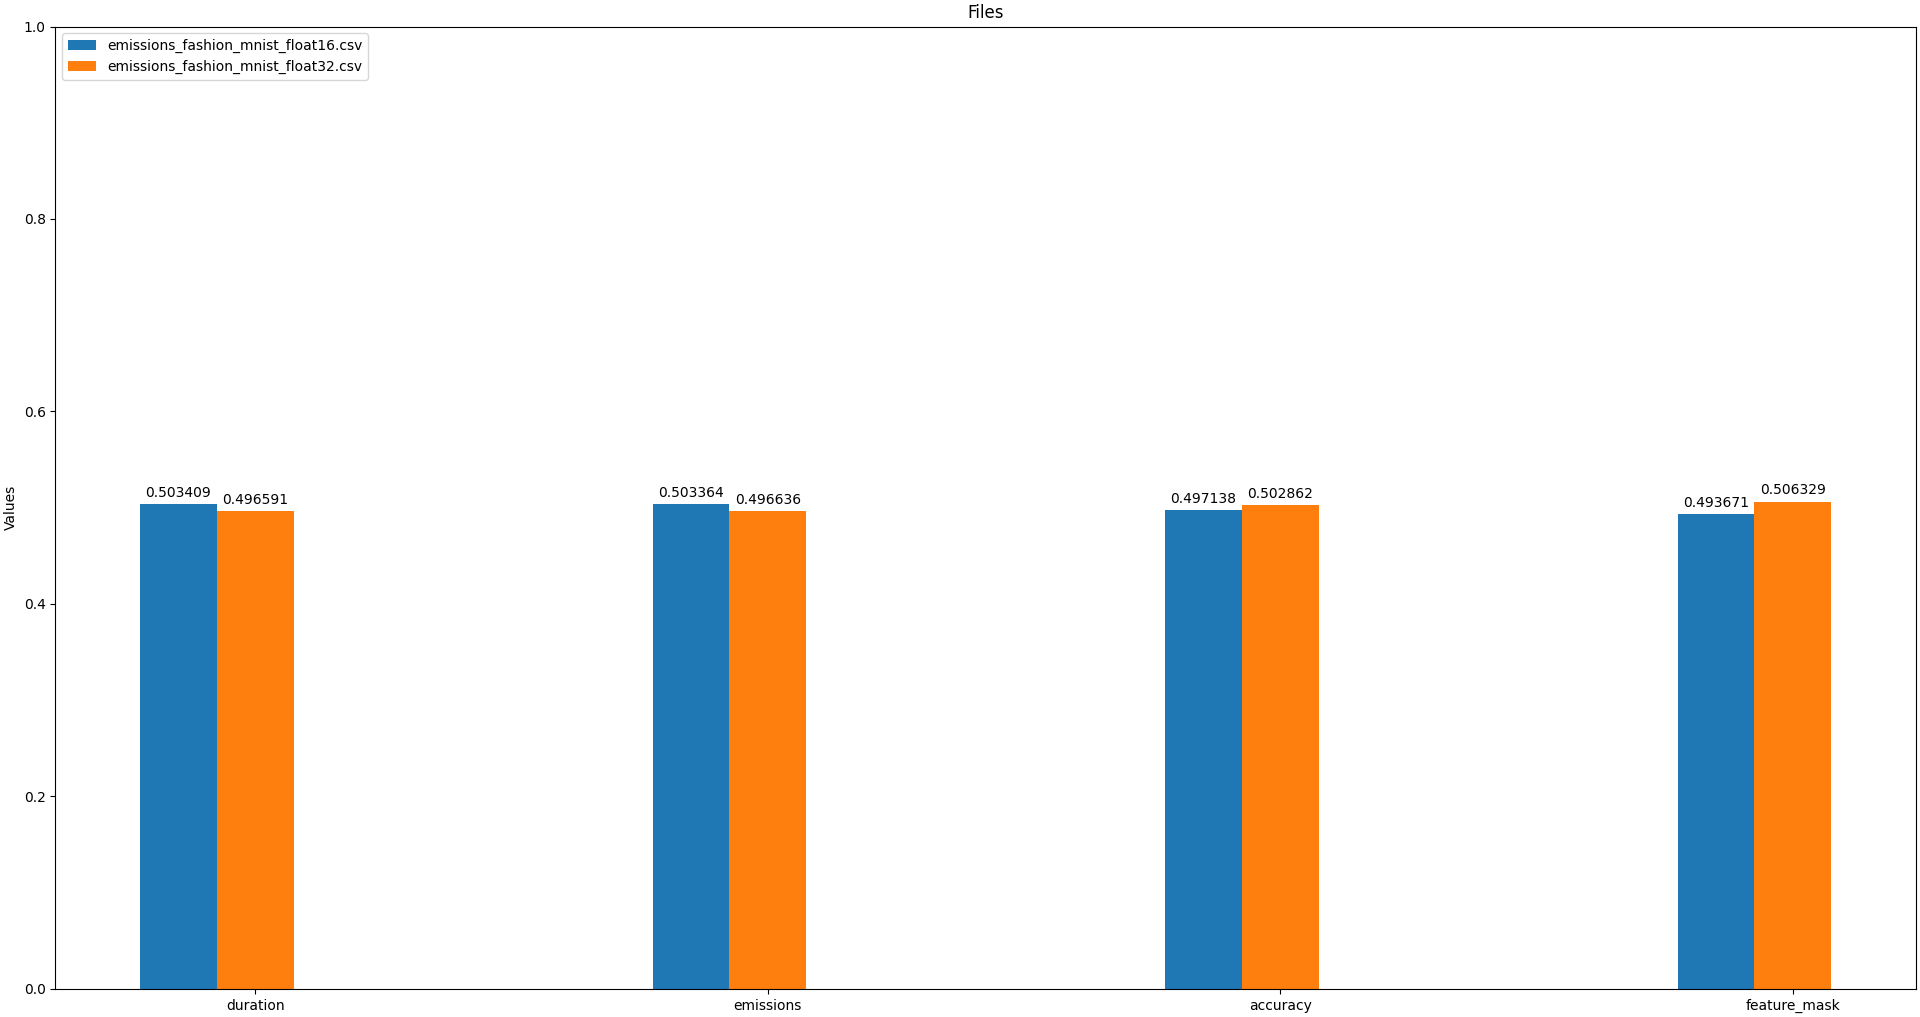 Files
emissions_fashion_mnist_float16.csv
emissions_fashion_mnist_float32.csv
Values
1.0
0.8
0.6
0.4
0.2
0.0
0.503409
0.496591
0.503364
0.496636
0.497138
0.502862
0.493671
0.506329
duration
emissions
accuracy
feature_mask